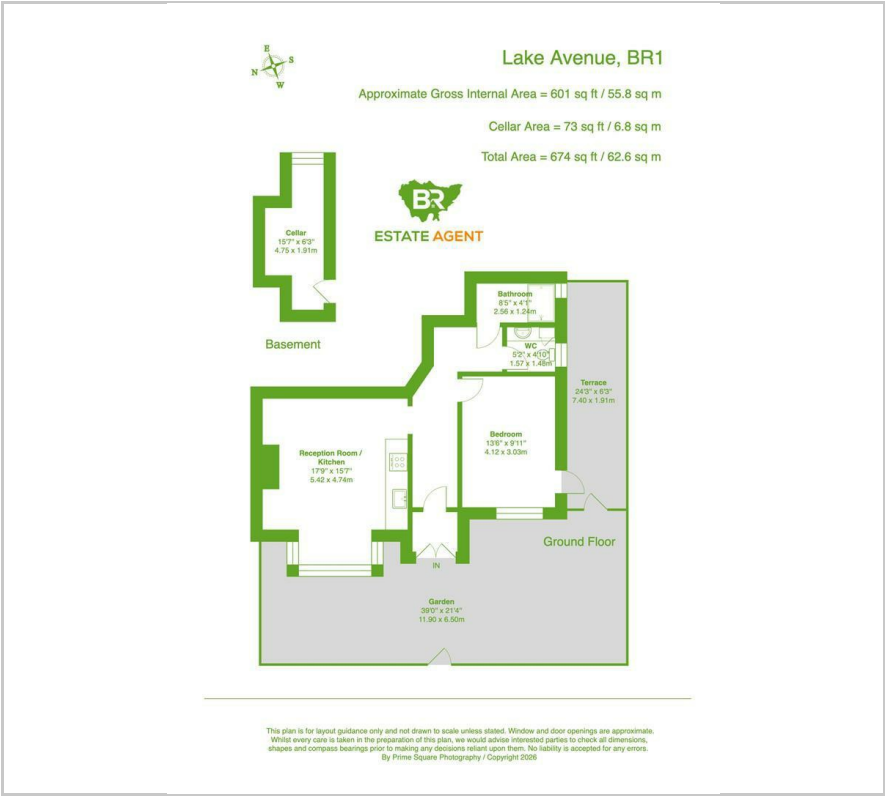 Lake Avenue, BR1
Approximate Gross Internal Area = 601 sq ft / 55.8 sq m
Cellar Area = 73 sq ft / 6.8 sq m
Total Area = 674 sq ft / 62.6 sq m
E
S
N
W
BR
ESTATE AGENT
Cellar
15'7" x 6'3"
4.75 x 1.91m
Basement
Bathroom
8'5" x 4'1"
2.56 x 1.24m
WC
5'2" x 4'10"
1.57 x 1.48m
Terrace
24'3" x 6'3"
7.40 x 1.91m
Bedroom
13'6" x 9'11"
4.12 x 3.03m
Reception Room /
Kitchen
17'9" x 15'7"
5.42 x 4.74m
Ground Floor
IN
Garden
39'0" x 21'4"
11.90 x 6.50m
This plan is for layout guidance only and not drawn to scale unless stated. Window and door openings are approximate.
Whilst every care is taken in the preparation of this plan, we would advise interested parties to check all dimensions,
shapes and compass bearings prior to making any decisions reliant upon them. No liability is accepted for any errors.
By Prime Square Photography / Copyright 2026